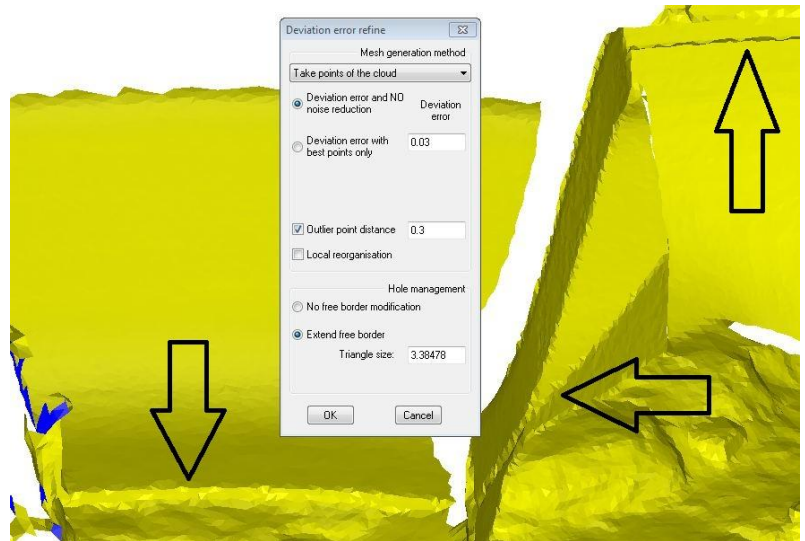 Deviation error refine
Mesh generation method
Take points of the cloud
Deviation error and NO
noise reduction
Deviation
error
Deviation error with
best points only
0.03
Outlier point distance
0.3
Local reorganisation
Hole management
No free border modification
Extend free border
Triangle size:
3.38478
OK
Cancel